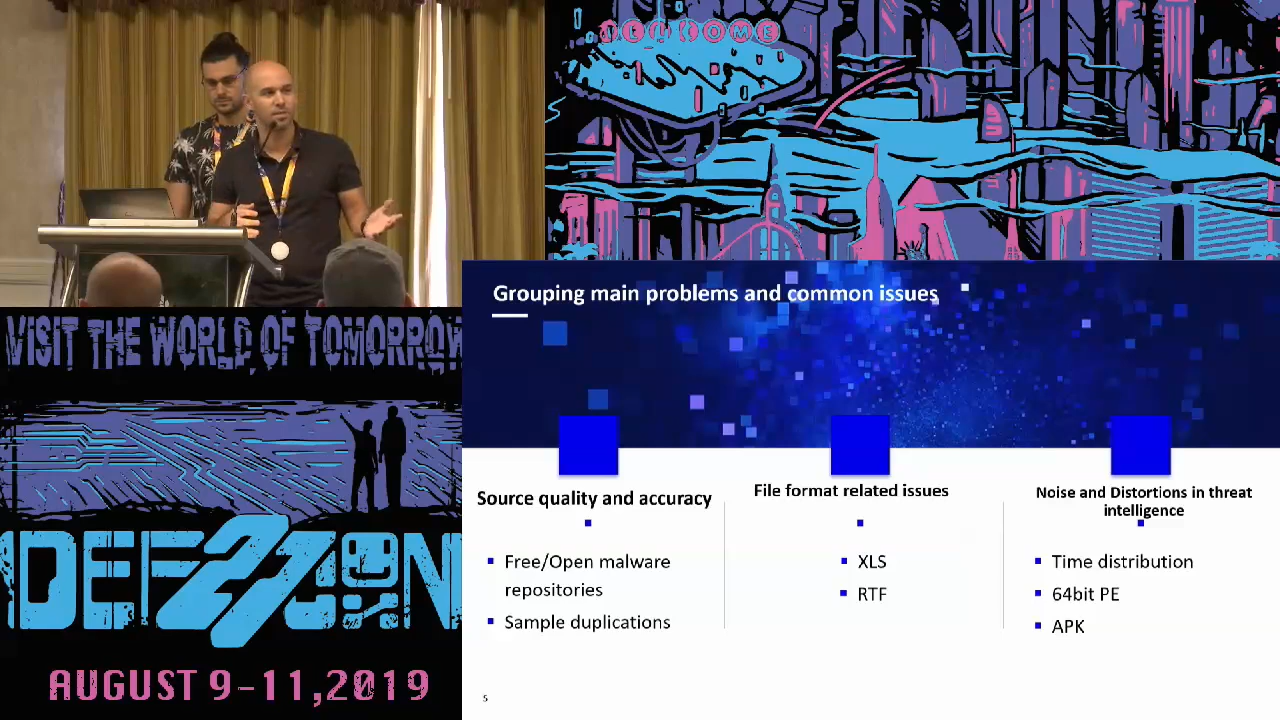 WELCOME
VISIT THE WORLD OF TOMORROW
DEF 27 CON
AUGUST 9-11,2019
Grouping main problems and common issues
Source quality and accuracy
Free/Open malware
repositories
Sample duplications
File format related issues
XLS
RTF
Noise and Distortions in threat
intelligence
Time distribution
64bit PE
APK
5